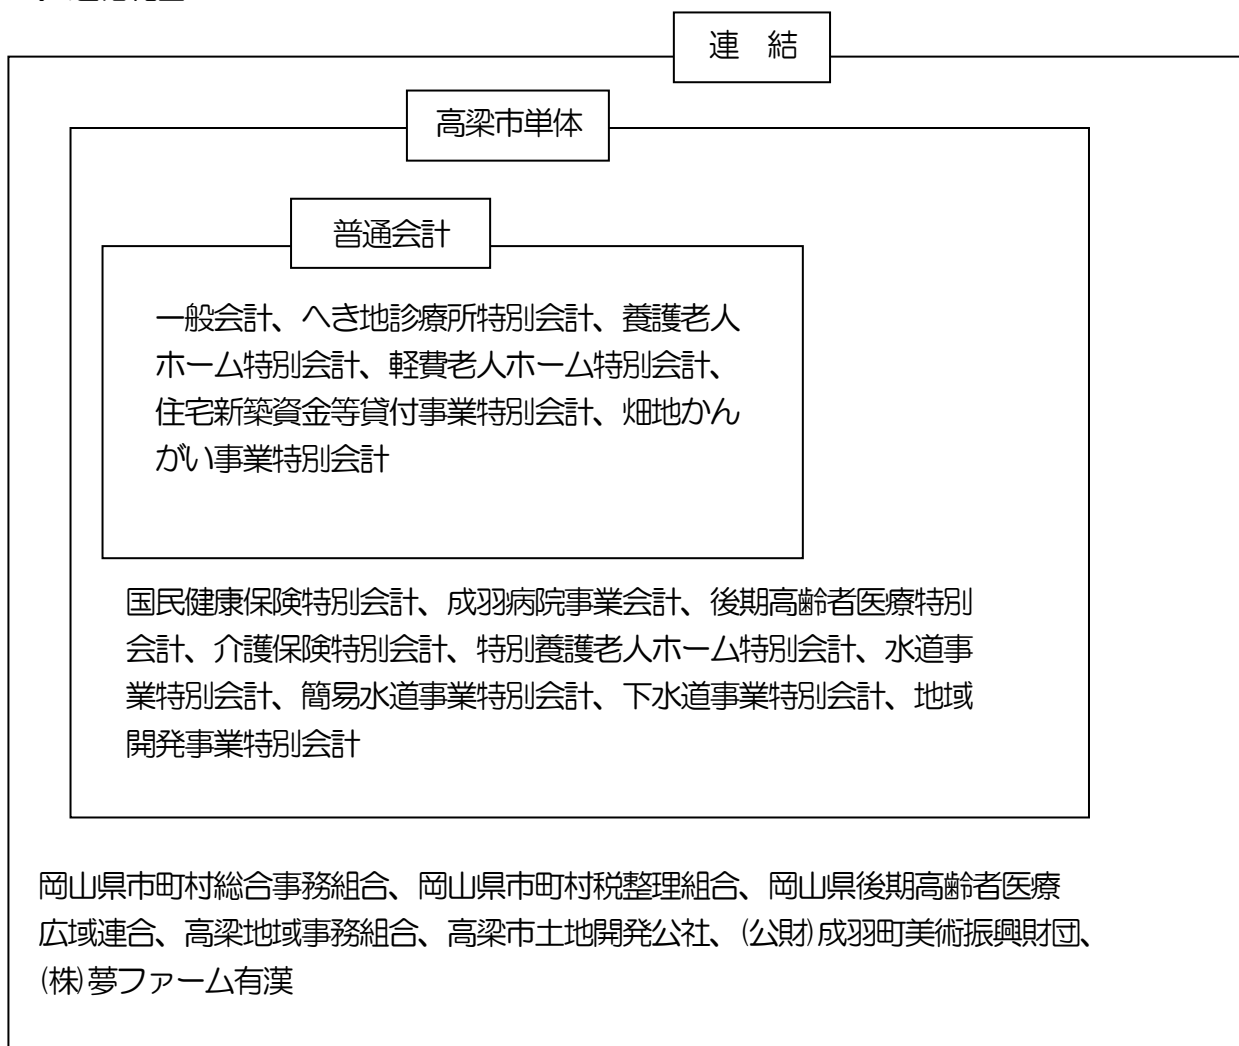 連 結
高梁市単体
普通会計
一般会計、へき地診療所特別会計、養護老人
ホーム特別会計、軽費老人ホーム特別会計、
住宅新築資金等貸付事業特別会計、畑地かん
がい事業特別会計
国民健康保険特別会計、成羽病院事業会計、後期高齢者医療特別
会計、介護保険特別会計、特別養護老人ホーム特別会計、水道事
業特別会計、簡易水道事業特別会計、下水道事業特別会計、地域
開発事業特別会計
岡山県市町村総合事務組合、岡山県市町村税整理組合、岡山県後期高齢者医療
広域連合、高梁地域事務組合、高梁市土地開発公社、(公財)成羽町美術振興財団、
(株)夢ファーム有漢